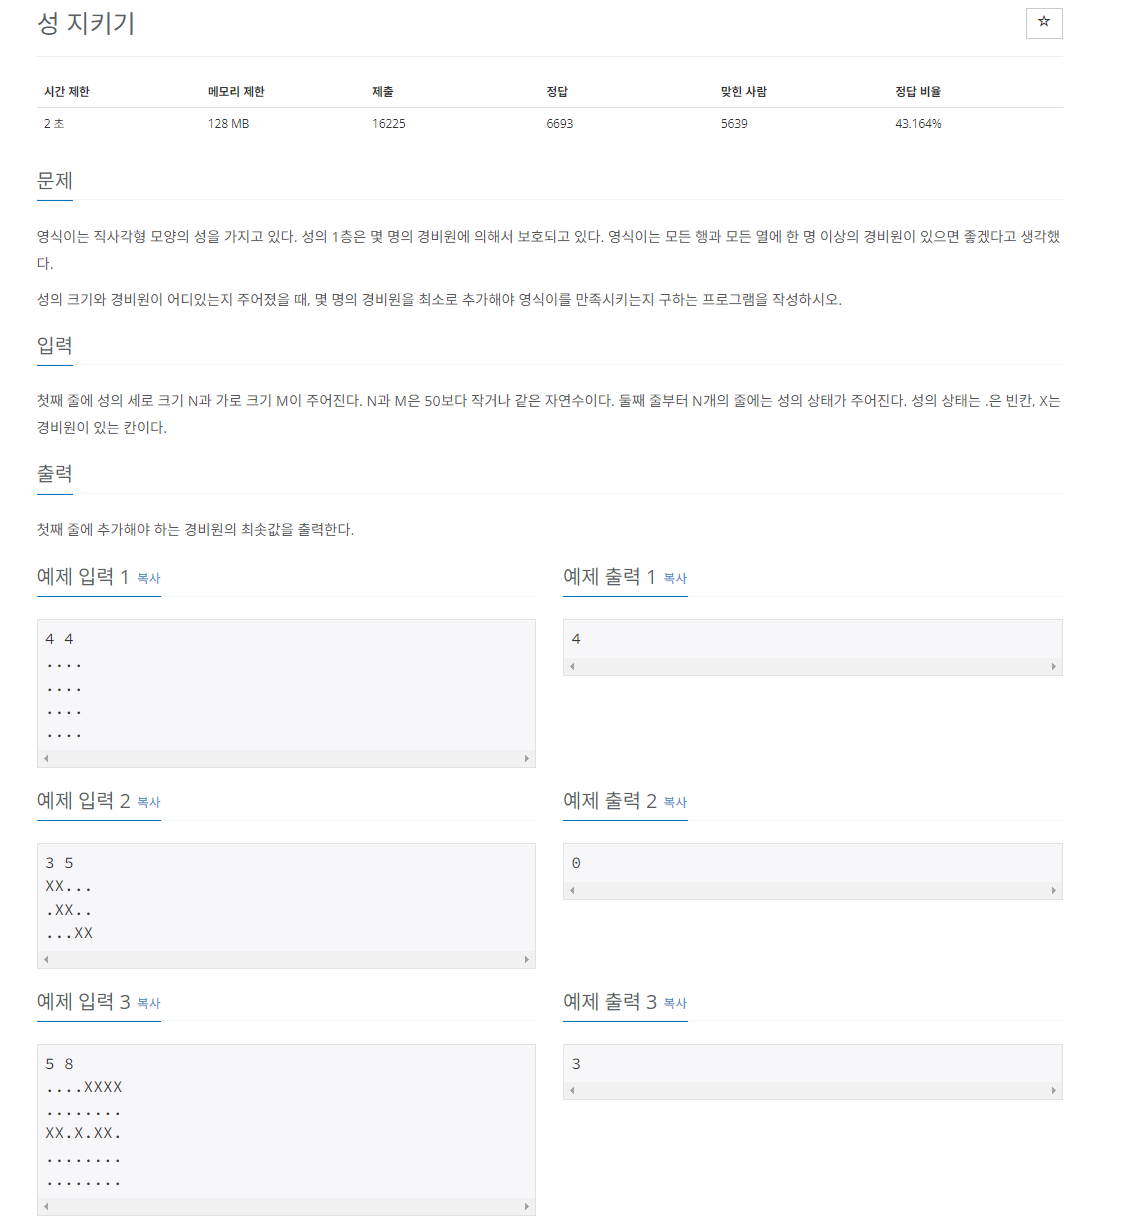 성 지키기
☆
시간 제한 메모리 제한 제출 정답 맞힌 사람 정답 비율
2 초 128 MB 16225 6693 5639 43.164%
문제
영식이는 직사각형 모양의 성을 가지고 있다. 성의 1층은 몇 명의 경비원에 의해서 보호되고 있다. 영식이는 모든 행과 모든 열에 한 명 이상의 경비원이 있으면 좋겠다고 생각했
다.
성의 크기와 경비원이 어디있는지 주어졌을 때, 몇 명의 경비원을 최소로 추가해야 영식이를 만족시키는지 구하는 프로그램을 작성하시오.
입력
첫째 줄에 성의 세로 크기 N과 가로 크기 M이 주어진다. N과 M은 50보다 작거나 같은 자연수이다. 둘째 줄부터 N개의 줄에는 성의 상태가 주어진다. 성의 상태는 .은 빈칸, X는
경비원이 있는 칸이다.
출력
첫째 줄에 추가해야 하는 경비원의 최솟값을 출력한다.
예제 입력 1 복사
4 4
....
....
....
....
예제 출력 1 복사
4
예제 입력 2 복사
3 5
XX...
.XX..
...XX
예제 출력 2 복사
0
예제 입력 3 복사
5 8
....XXXX
........
XX.X.XX.
........
........
예제 출력 3 복사
3